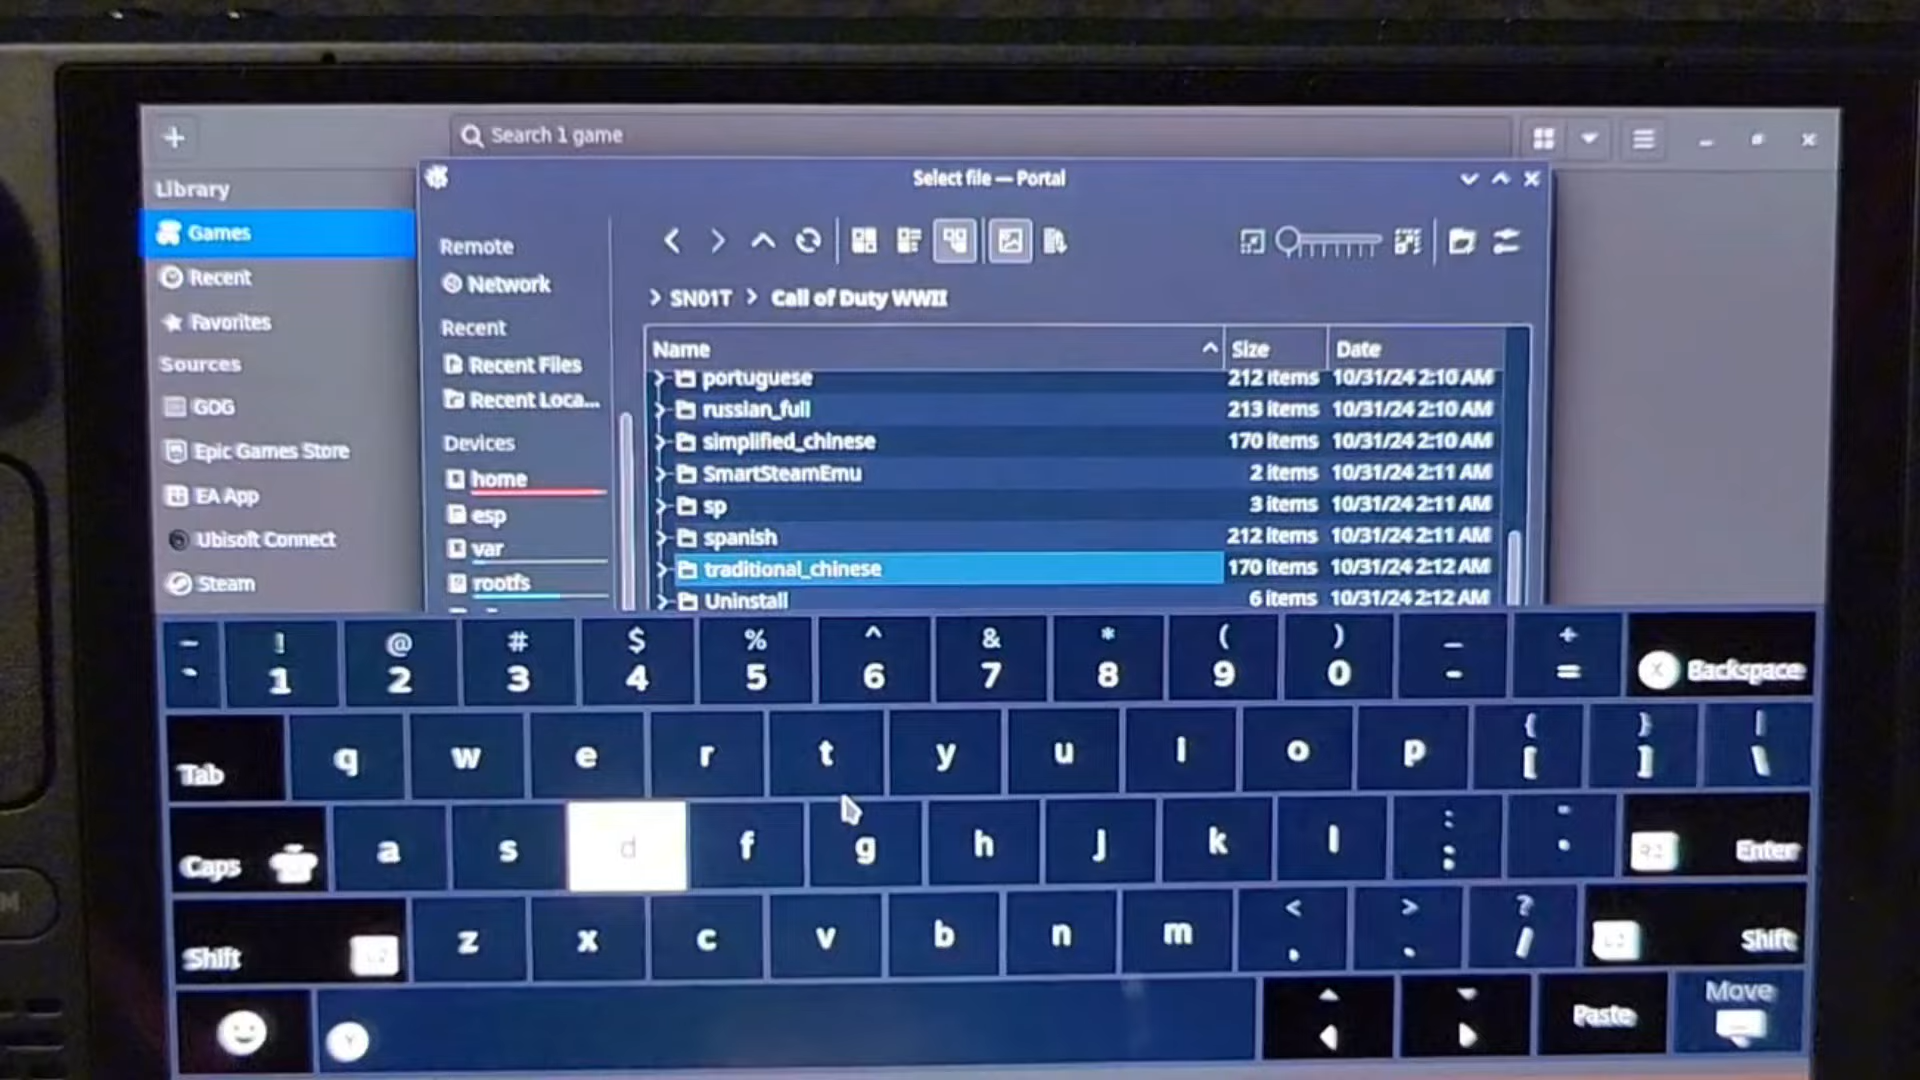 Search 1 game
Library
Games
Recent
Favorites
Sources
GOG
Epic Games Store
EA App
Ubisoft Connect
Steam
Select file — Portal
Remote
Network
Recent
Recent Files
Recent Loca...
Devices
home
esp
var
rootfs
> SN01T > Call of Duty WWII
Name Size Date
portuguese 212 items 10/31/24 2:10 AM
russian_full 213 items 10/31/24 2:10 AM
simplified_chinese 170 items 10/31/24 2:10 AM
SmartSteamEmu 2 items 10/31/24 2:11 AM
sp 3 items 10/31/24 2:11 AM
spanish 212 items 10/31/24 2:11 AM
traditional_chinese 170 items 10/31/24 2:12 AM
Uninstall 6 items 10/31/24 2:12 AM
! @ # $ % ^ & * ( ) _ +
1 2 3 4 5 6 7 8 9 0 - = X Backspace
{ } |
Tab q w e r t y u i o p [ ] \
:
Caps a s d f g h j k l ; Enter
< > ?
Shift L2 z x c v b n m , . / Shift
Y Paste Move